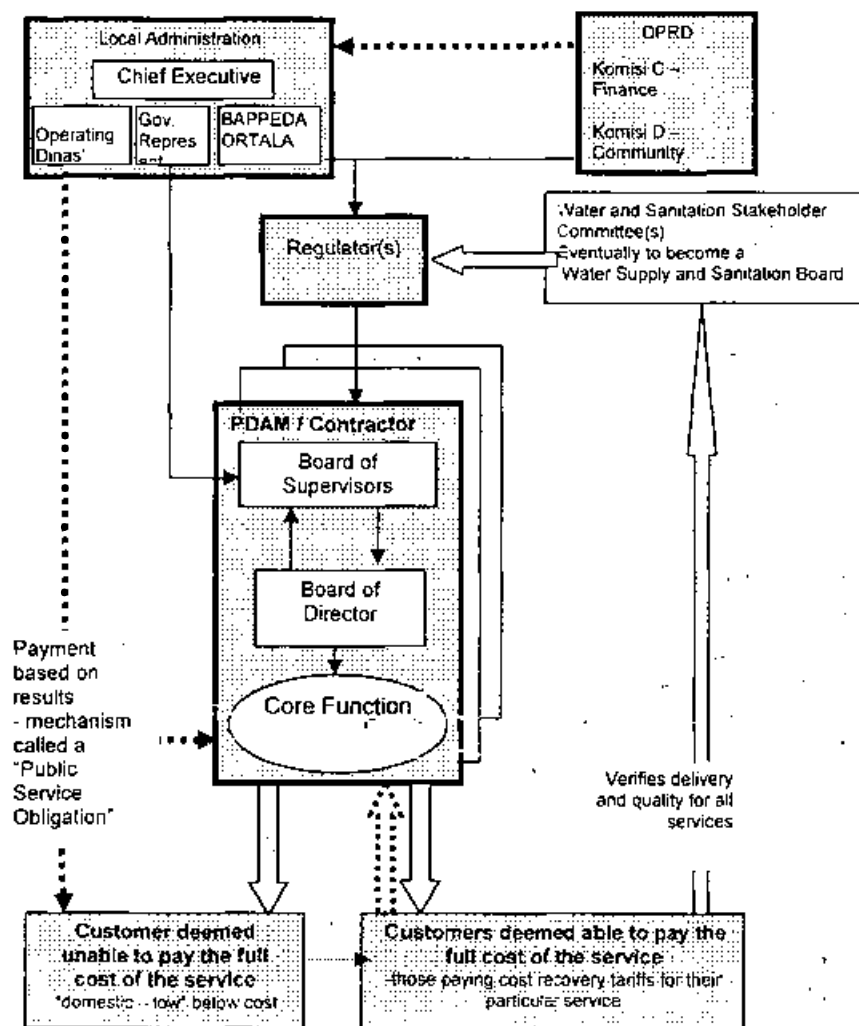 Local Administration
Chief Executive
Operating
Dinas'
Gov.
Repres
BAPPEDA
ORTALA
DPRD
Komisi C –
Finance
Komisi D –
Community
Regulator(s)
Water and Sanitation Stakeholder
Committee(s)
Eventually to become a
Water Supply and Sanitation Board
PDAM / Contractor
Board of
Supervisors
Board of
Director
Core Function
Payment
based on
results
- mechanism
called a
"Public
Service
Obligation"
Verifies delivery
and quality for all
services
Customer deemed
unable to pay the full
cost of the service
"domestic – low" below cost
Customers deemed able to pay the
full cost of the service
–those paying cost recovery tariffs for their
particular service